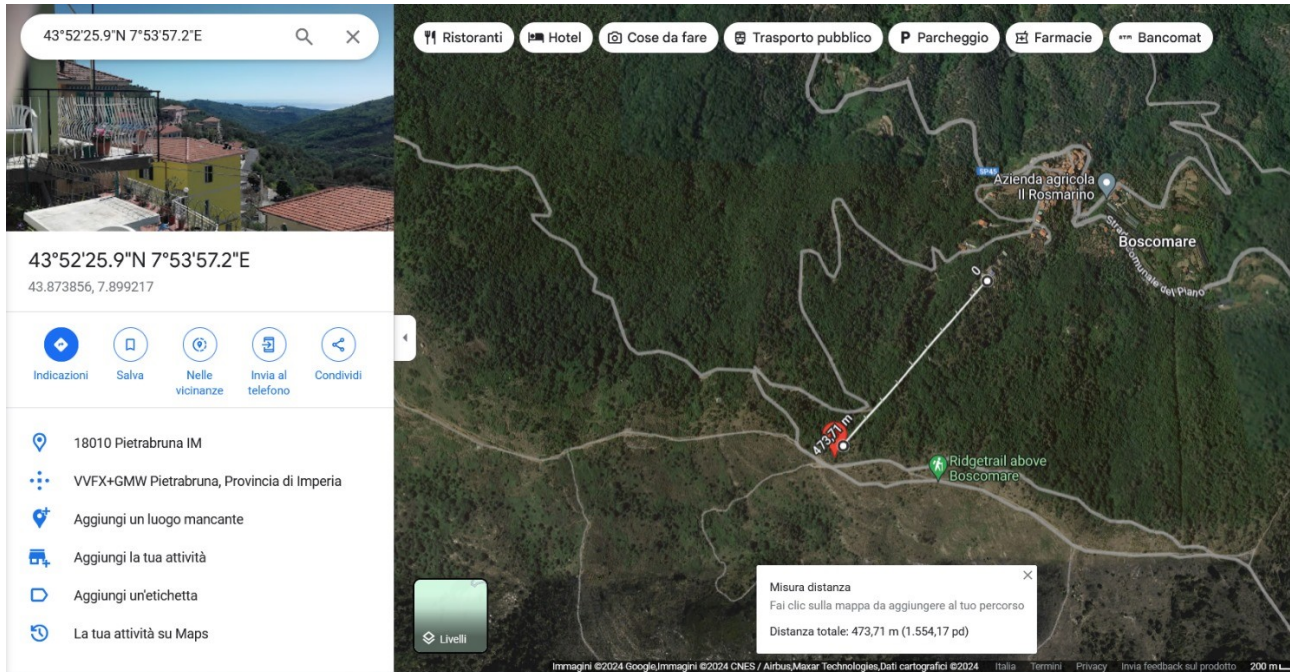 43°52'25.9"N 7°53'57.2"E
Ristoranti
Hotel
Cose da fare
Trasporto pubblico
P Parcheggio
Farmacie
ATM Bancomat
43°52'25.9"N 7°53'57.2"E
43.873856, 7.899217
Indicazioni
Salva
Nelle
vicinanze
Invia al
telefono
Condividi
18010 Pietrabruna IM
VVFX+GMW Pietrabruna, Provincia di Imperia
Aggiungi un luogo mancante
Aggiungi la tua attività
Aggiungi un'etichetta
La tua attività su Maps
SP45
Azienda agricola
Il Rosmarino
Boscomare
Strada Comunale del Piano
0
473,71 m
Ridgetrail above
Boscomare
Misura distanza
Fai clic sulla mappa da aggiungere al tuo percorso
Distanza totale: 473,71 m (1.554,17 pd)
Livelli
Immagini ©2024 Google,Immagini ©2024 CNES / Airbus,Maxar Technologies,Dati cartografici ©2024 Italia Termini Privacy Invia feedback sul prodotto 200 m